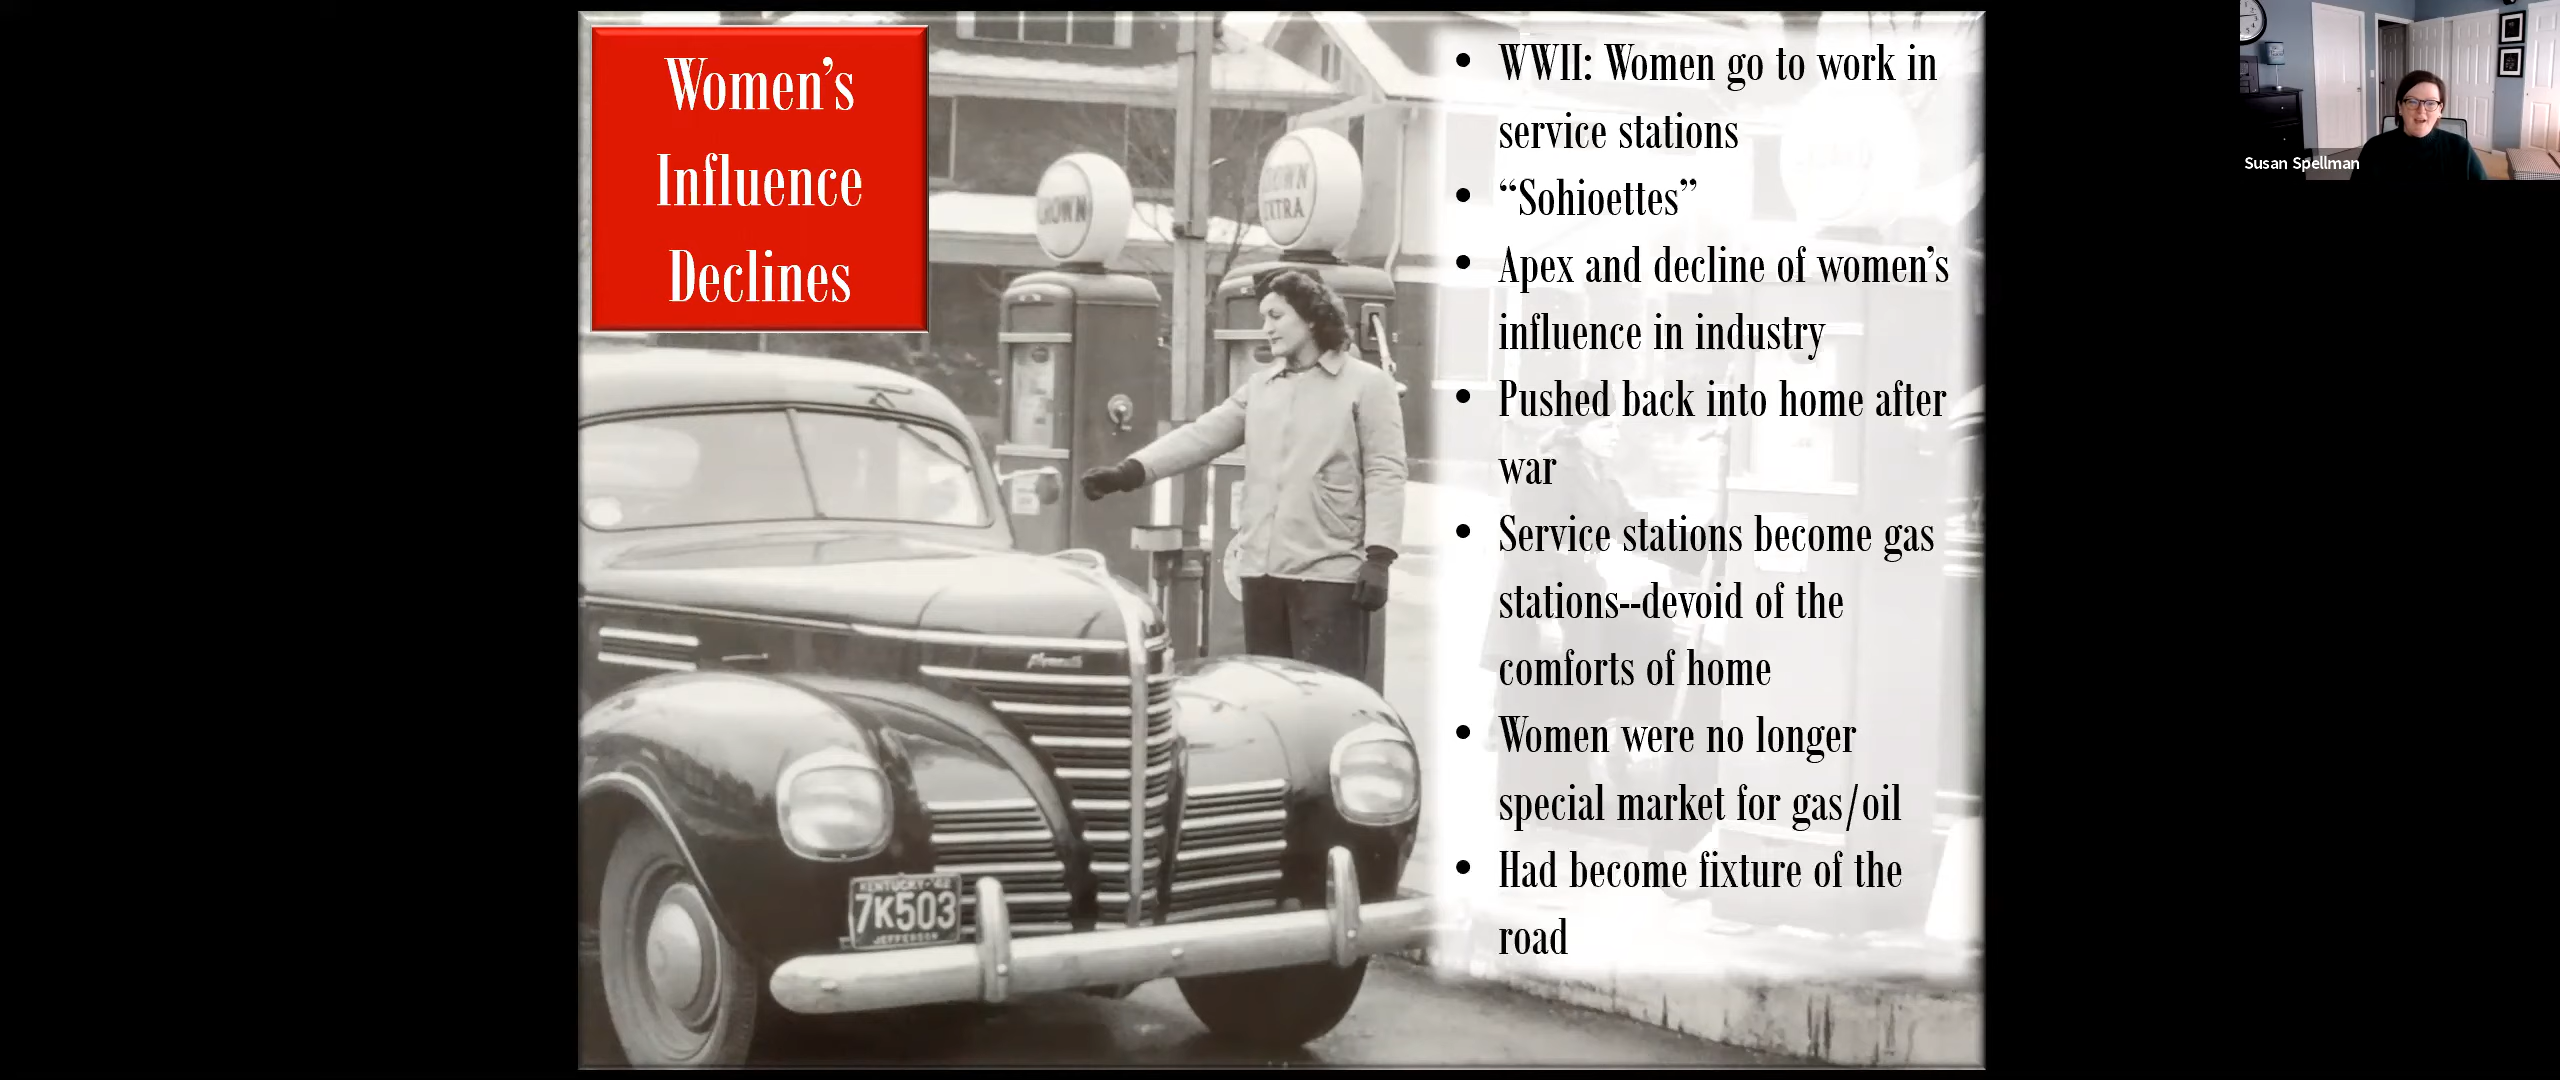 Women’s
Influence
Declines
• WWII: Women go to work in
service stations
• “Sohioettes”
• Apex and decline of women’s
influence in industry
• Pushed back into home after
war
• Service stations become gas
stations--devoid of the
comforts of home
• Women were no longer
special market for gas/oil
• Had become fixture of the
road
CROWN
CROWN
EXTRA
Plymouth
KENTUCKY-'42
7K503
JEFFERSON
Susan Spellman